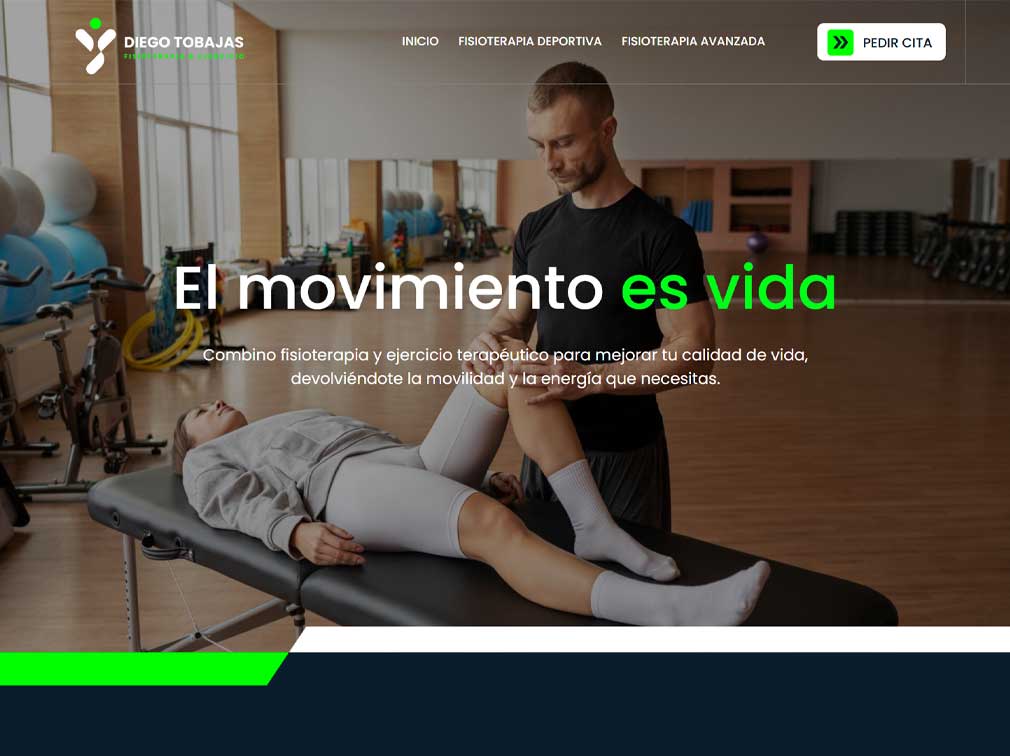 DIEGO TOBAJAS
INICIO
FISIOTERAPIA DEPORTIVA
FISIOTERAPIA AVANZADA
PEDIR CITA
El movimiento es vida
Combino fisioterapia y ejercicio terapéutico para mejorar tu calidad de vida,
devolviéndote la movilidad y la energía que necesitas.